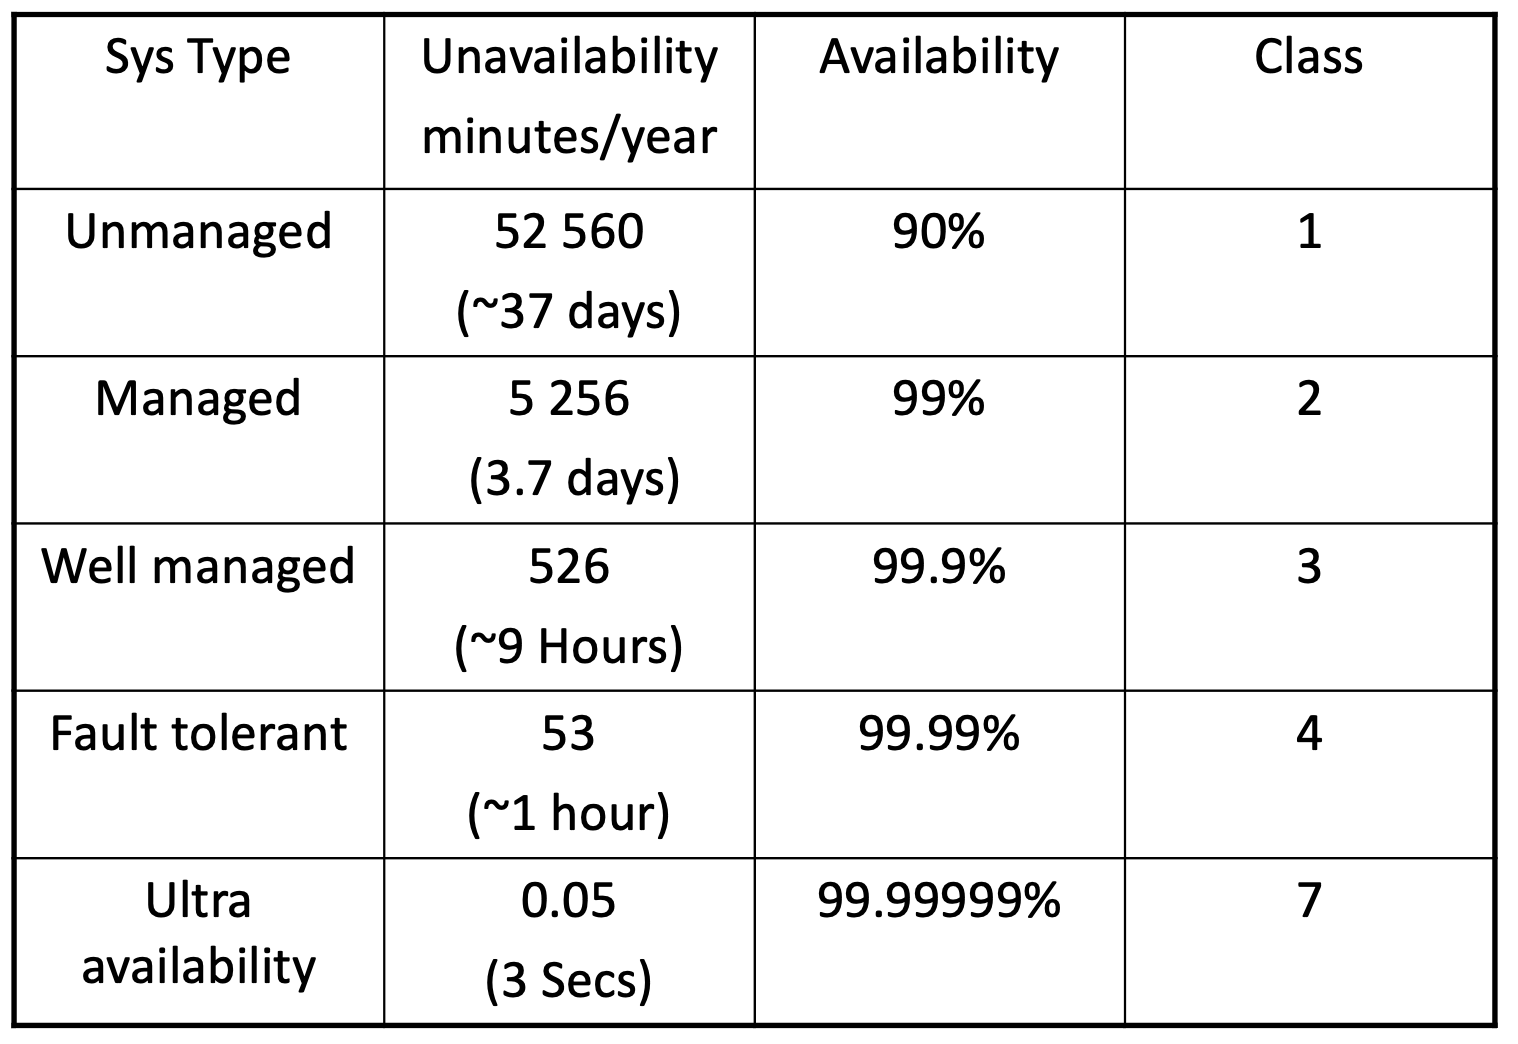 Sys Type
Unavailability
minutes/year
Availability
Class
Unmanaged
52 560
(~37 days)
90%
1
Managed
5 256
(3.7 days)
99%
2
Well managed
526
(~9 Hours)
99.9%
3
Fault tolerant
53
(~1 hour)
99.99%
4
Ultra
availability
0.05
(3 Secs)
99.99999%
7